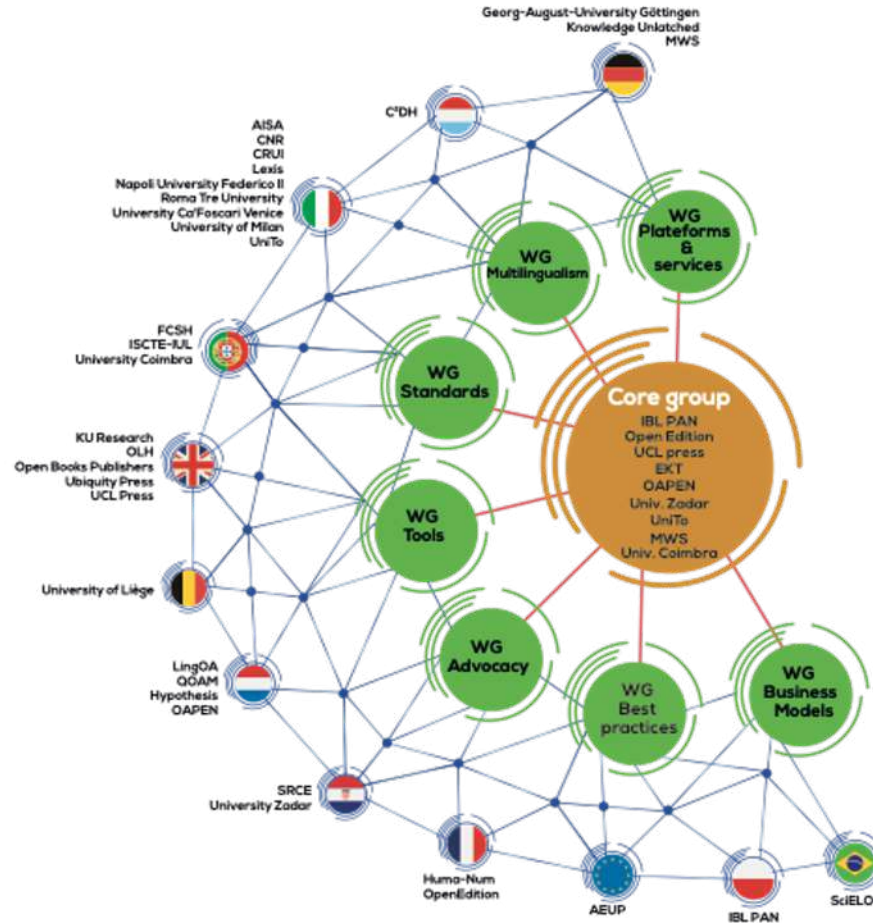 Georg-August-University Göttingen
Knowledge Unlatched
MWS
C²DH
AISA
CNR
CRUI
Lexis
Napoli University Federico II
Roma Tre University
University Ca'Foscari Venice
University of Milan
UniTo
WG
Multilingualism
WG
Plateforms
&
services
FCSH
ISCTE-IUL
University Coimbra
WG
Standards
Core group
IBL PAN
Open Edition
UCL press
EKT
OAPEN
Univ. Zadar
UniTo
MWS
Univ. Coimbra
KU Research
OLH
Open Books Publishers
Ubiquity Press
UCL Press
WG
Tools
University of Liège
LingOA
QOAM
Hypothesis
OAPEN
WG
Advocacy
WG
Best
practices
WG
Business
Models
SRCE
University Zadar
Huma-Num
OpenEdition
AEUP
IBL PAN
SciELO